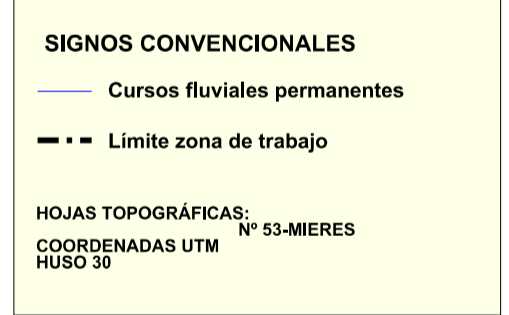 SIGNOS CONVENCIONALES
Cursos fluviales permanentes
Límite zona de trabajo
HOJAS TOPOGRÁFICAS:
Nº 53-MIERES
COORDENADAS UTM
HUSO 30